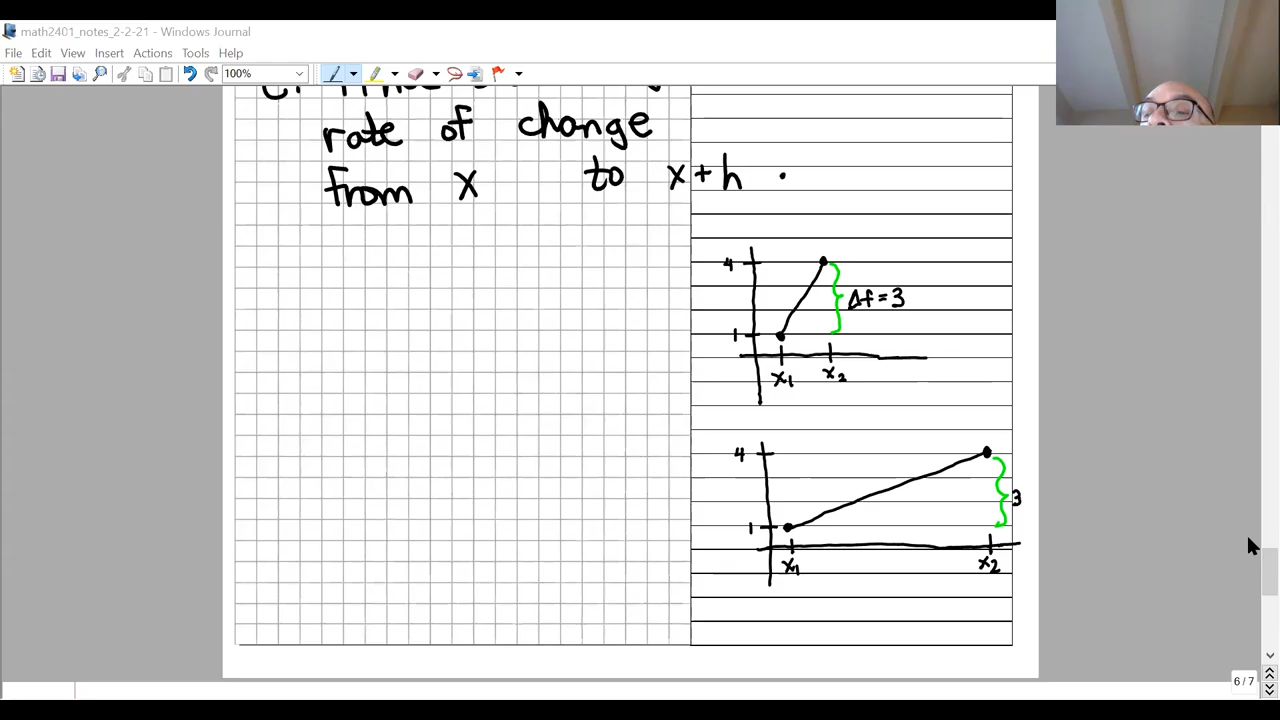 math2401_notes_2-2-21 - Windows Journal
File Edit View Insert Actions Tools Help
100%
rate of change
from x to x+h .
4
Δf = 3
1
x1 x2
4
3
1
x1 x2
6 / 7